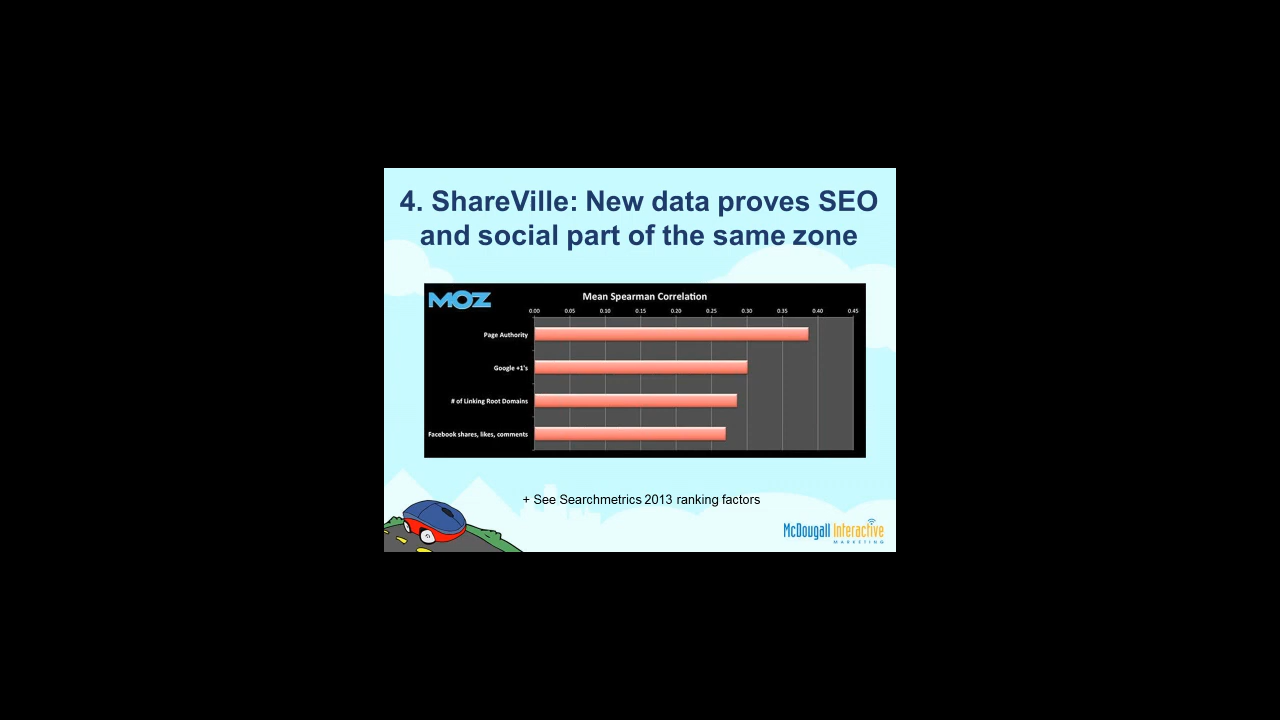 4. ShareVille: New data proves SEO
and social part of the same zone
MOZ
Mean Spearman Correlation
0.00 0.05 0.10 0.15 0.20 0.25 0.30 0.35 0.40 0.45
Page Authority
Google +1's
# of Linking Root Domains
Facebook shares, likes, comments
+ See Searchmetrics 2013 ranking factors
McDougall Interactive
MARKETING